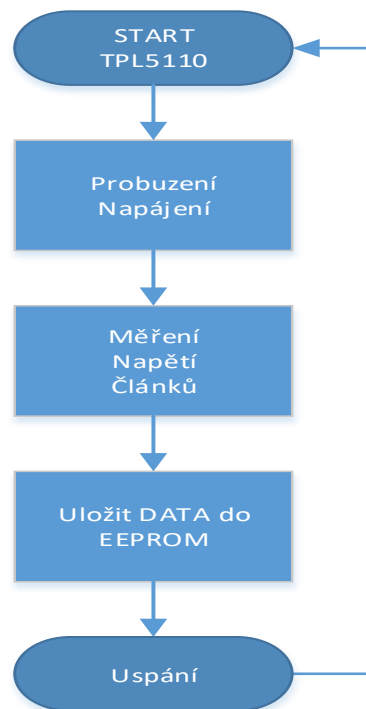 START
TPL5110
Probuzení
Napájení
Měření
Napětí
Článků
Uložit DATA do
EEPROM
Uspání